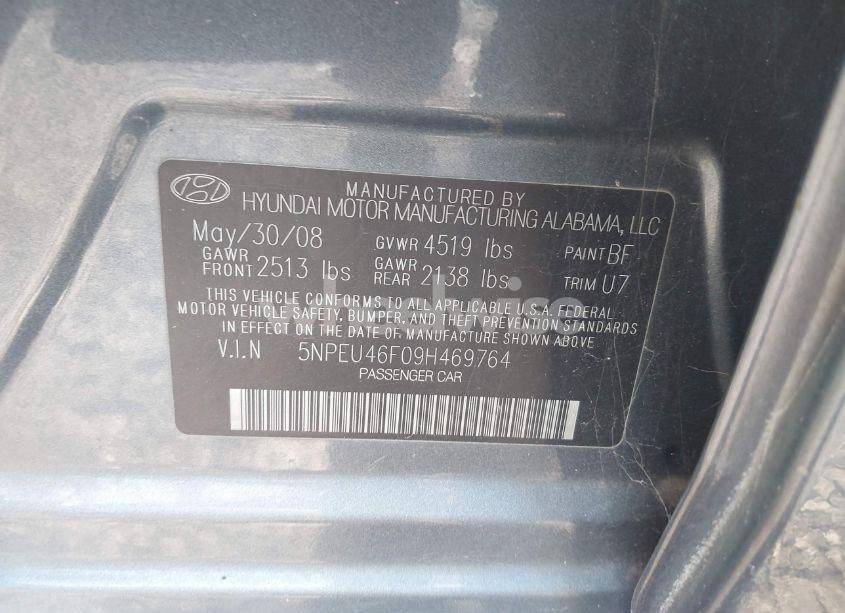 MANUFACTURED BY
HYUNDAI MOTOR MANUFACTURING ALABAMA, LLC
May/30/08 GVWR 4519 lbs PAINT BF
GAWR FRONT 2513 lbs GAWR REAR 2138 lbs TRIM U7
THIS VEHICLE CONFORMS TO ALL APPLICABLE U.S.A. FEDERAL
MOTOR VEHICLE SAFETY, BUMPER, AND THEFT PREVENTION STANDARDS
IN EFFECT ON THE DATE OF MANUFACTURE SHOWN ABOVE
V.I.N 5NPEU46F09H469764
PASSENGER CAR